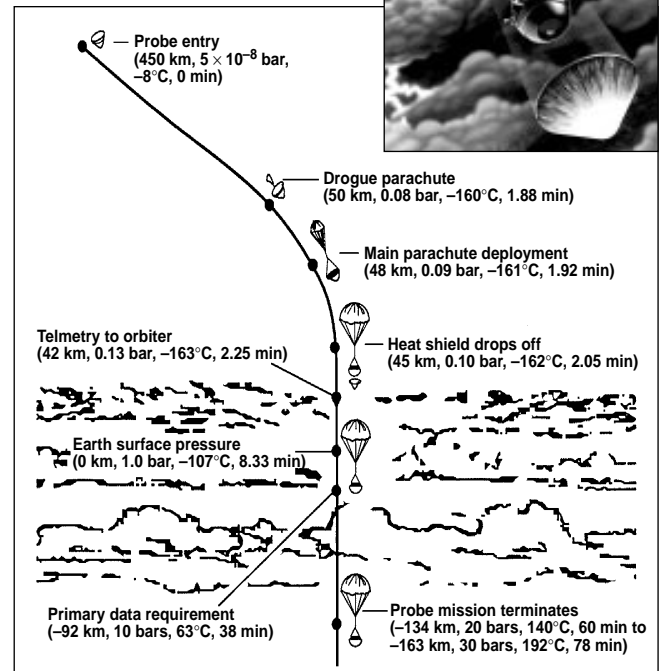 Probe entry
(450 km, 5 × 10⁻⁸ bar,
–8°C, 0 min)
Drogue parachute
(50 km, 0.08 bar, –160°C, 1.88 min)
Main parachute deployment
(48 km, 0.09 bar, –161°C, 1.92 min)
Telmetry to orbiter
(42 km, 0.13 bar, –163°C, 2.25 min)
Heat shield drops off
(45 km, 0.10 bar, –162°C, 2.05 min)
Earth surface pressure
(0 km, 1.0 bar, –107°C, 8.33 min)
Primary data requirement
(–92 km, 10 bars, 63°C, 38 min)
Probe mission terminates
(–134 km, 20 bars, 140°C, 60 min to
–163 km, 30 bars, 192°C, 78 min)